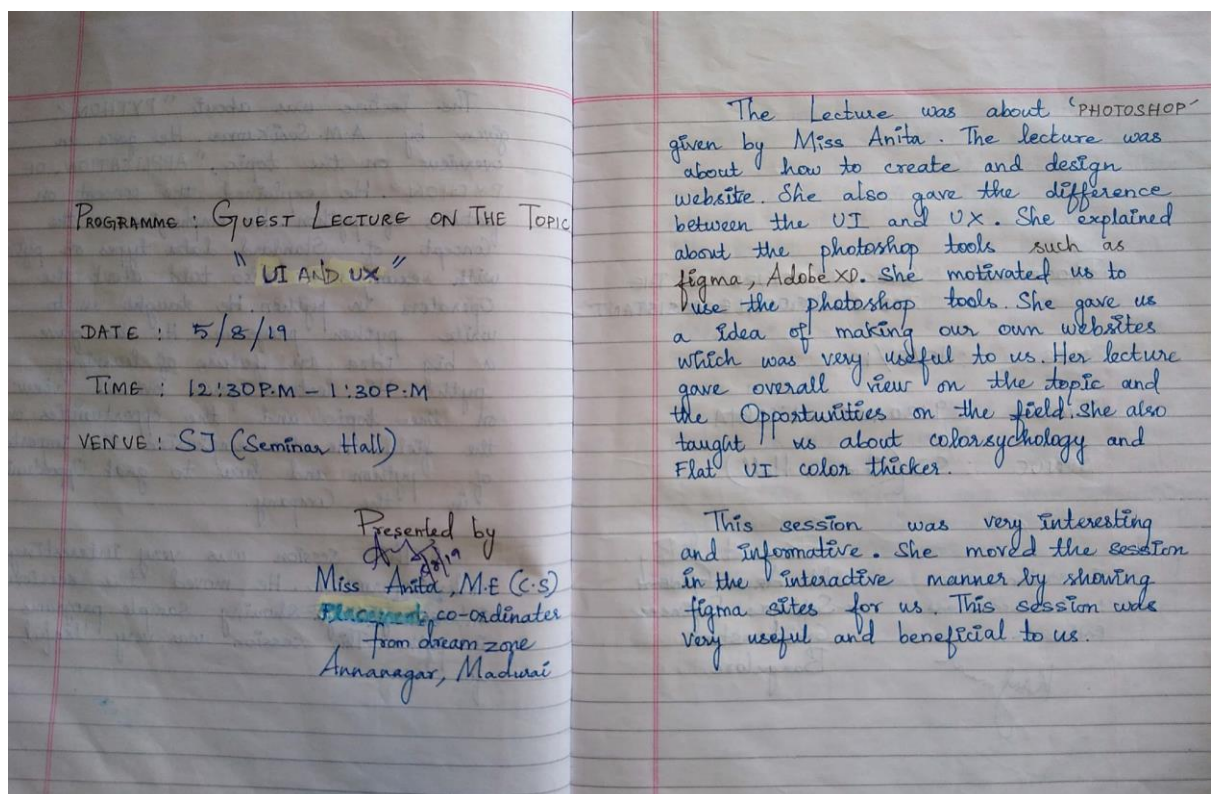 PROGRAMME : GUEST LECTURE ON THE TOPIC
" UI AND UX "
DATE : 5/8/19
TIME : 12:30P.M – 1:30P.M
VENUE : SJ (Seminar Hall)
Presented by
Miss Anita, M.E (C.S)
Placement co-ordinater
from dream zone
Annanagar, Madurai
The Lecture was about 'PHOTOSHOP'
given by Miss Anita. The lecture was
about how to create and design
website. She also gave the difference
between the UI and UX. She explained
about the photoshop tools such as
figma, Adobe XD. She motivated us to
use the photoshop tools. She gave us
a idea of making our own websites
which was very useful to us. Her lecture
gave overall view on the topic and
the Opportunities on the field. She also
taught us about colorsychology and
Flat UI color thicker.
This session was very interesting
and informative. She moved the session
in the interactive manner by showing
figma sites for us. This session was
very useful and beneficial to us.